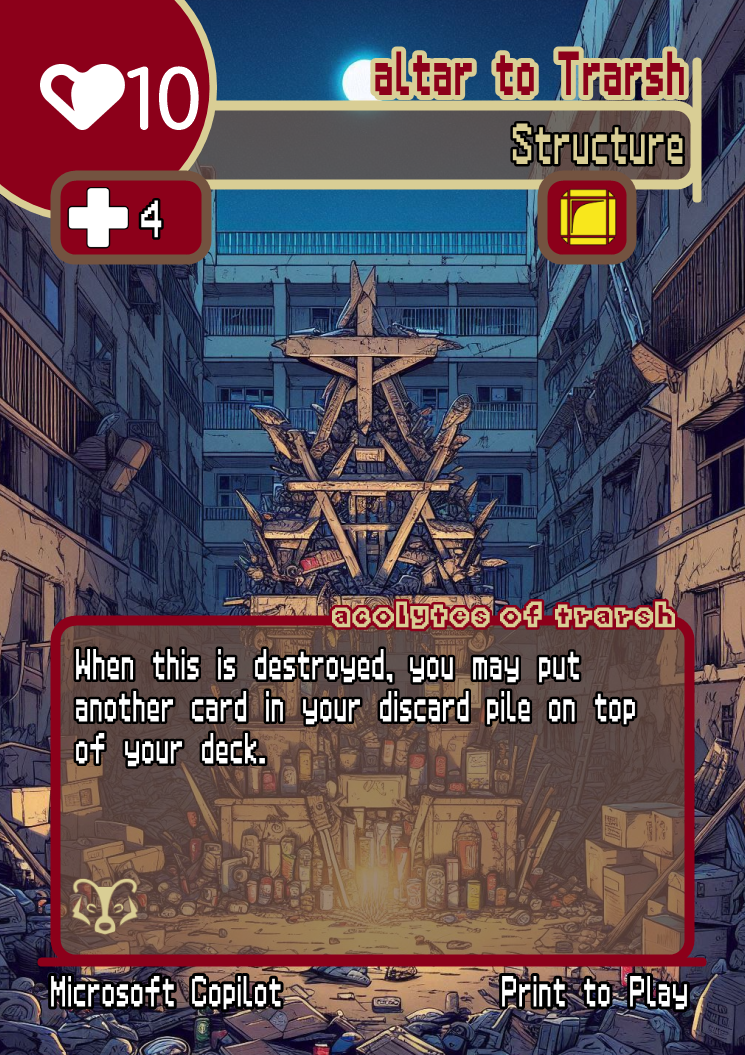 10
altar to Trarsh
Structure
4
acolytes of trarsh
When this is destroyed, you may put
another card in your discard pile on top
of your deck.
Microsoft Copilot
Print to Play